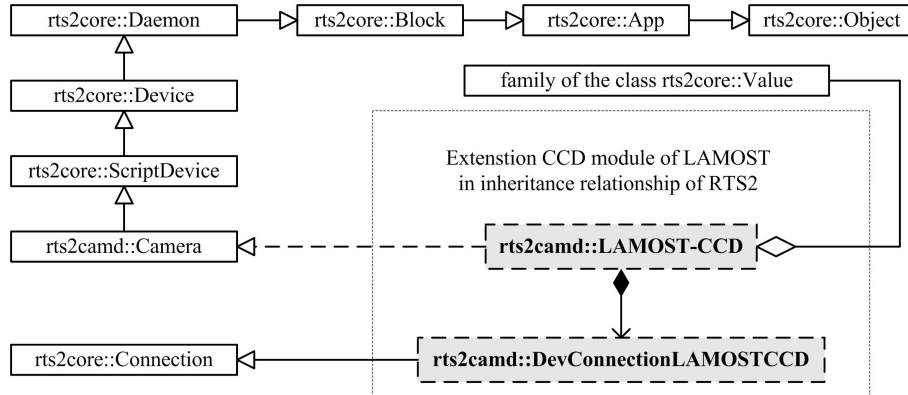 rts2core::Daemon
rts2core::Block
rts2core::App
rts2core::Object
rts2core::Device
family of the class rts2core::Value
Extenstion CCD module of LAMOST
in inheritance relationship of RTS2
rts2core::ScriptDevice
rts2camd::Camera
rts2camd::LAMOST-CCD
rts2core::Connection
rts2camd::DevConnectionLAMOSTCCD